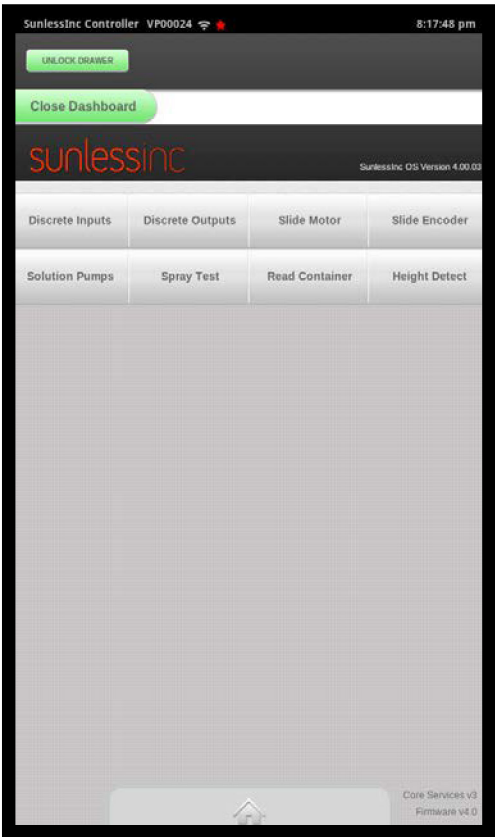 SunlessInc Controller VP00024 8:17:48 pm
UNLOCK DRAWER
Close Dashboard
sunlessinc
SunlessInc OS Version 4.00.03
Discrete Inputs Discrete Outputs Slide Motor Slide Encoder
Solution Pumps Spray Test Read Container Height Detect
Core Services v3
Firmware v4.0